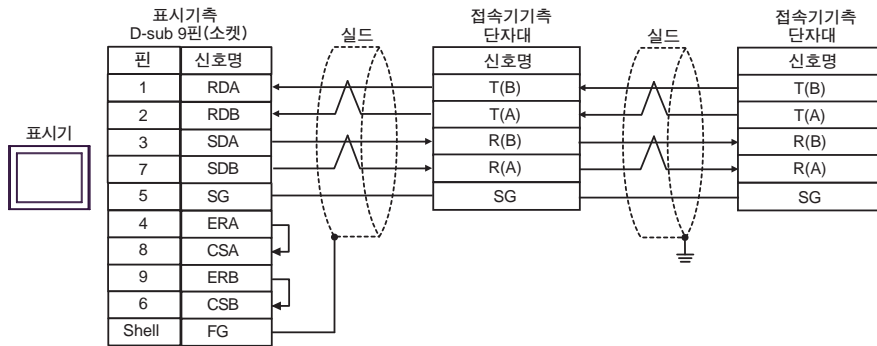 표시기측
D-sub 9핀(소켓)
실드
접속기기측
단자대
실드
접속기기측
단자대
핀 신호명
신호명
신호명
1 RDA
T(B)
T(B)
2 RDB
T(A)
T(A)
표시기
3 SDA
R(B)
R(B)
7 SDB
R(A)
R(A)
5 SG
SG
SG
4 ERA
8 CSA
9 ERB
6 CSB
Shell FG